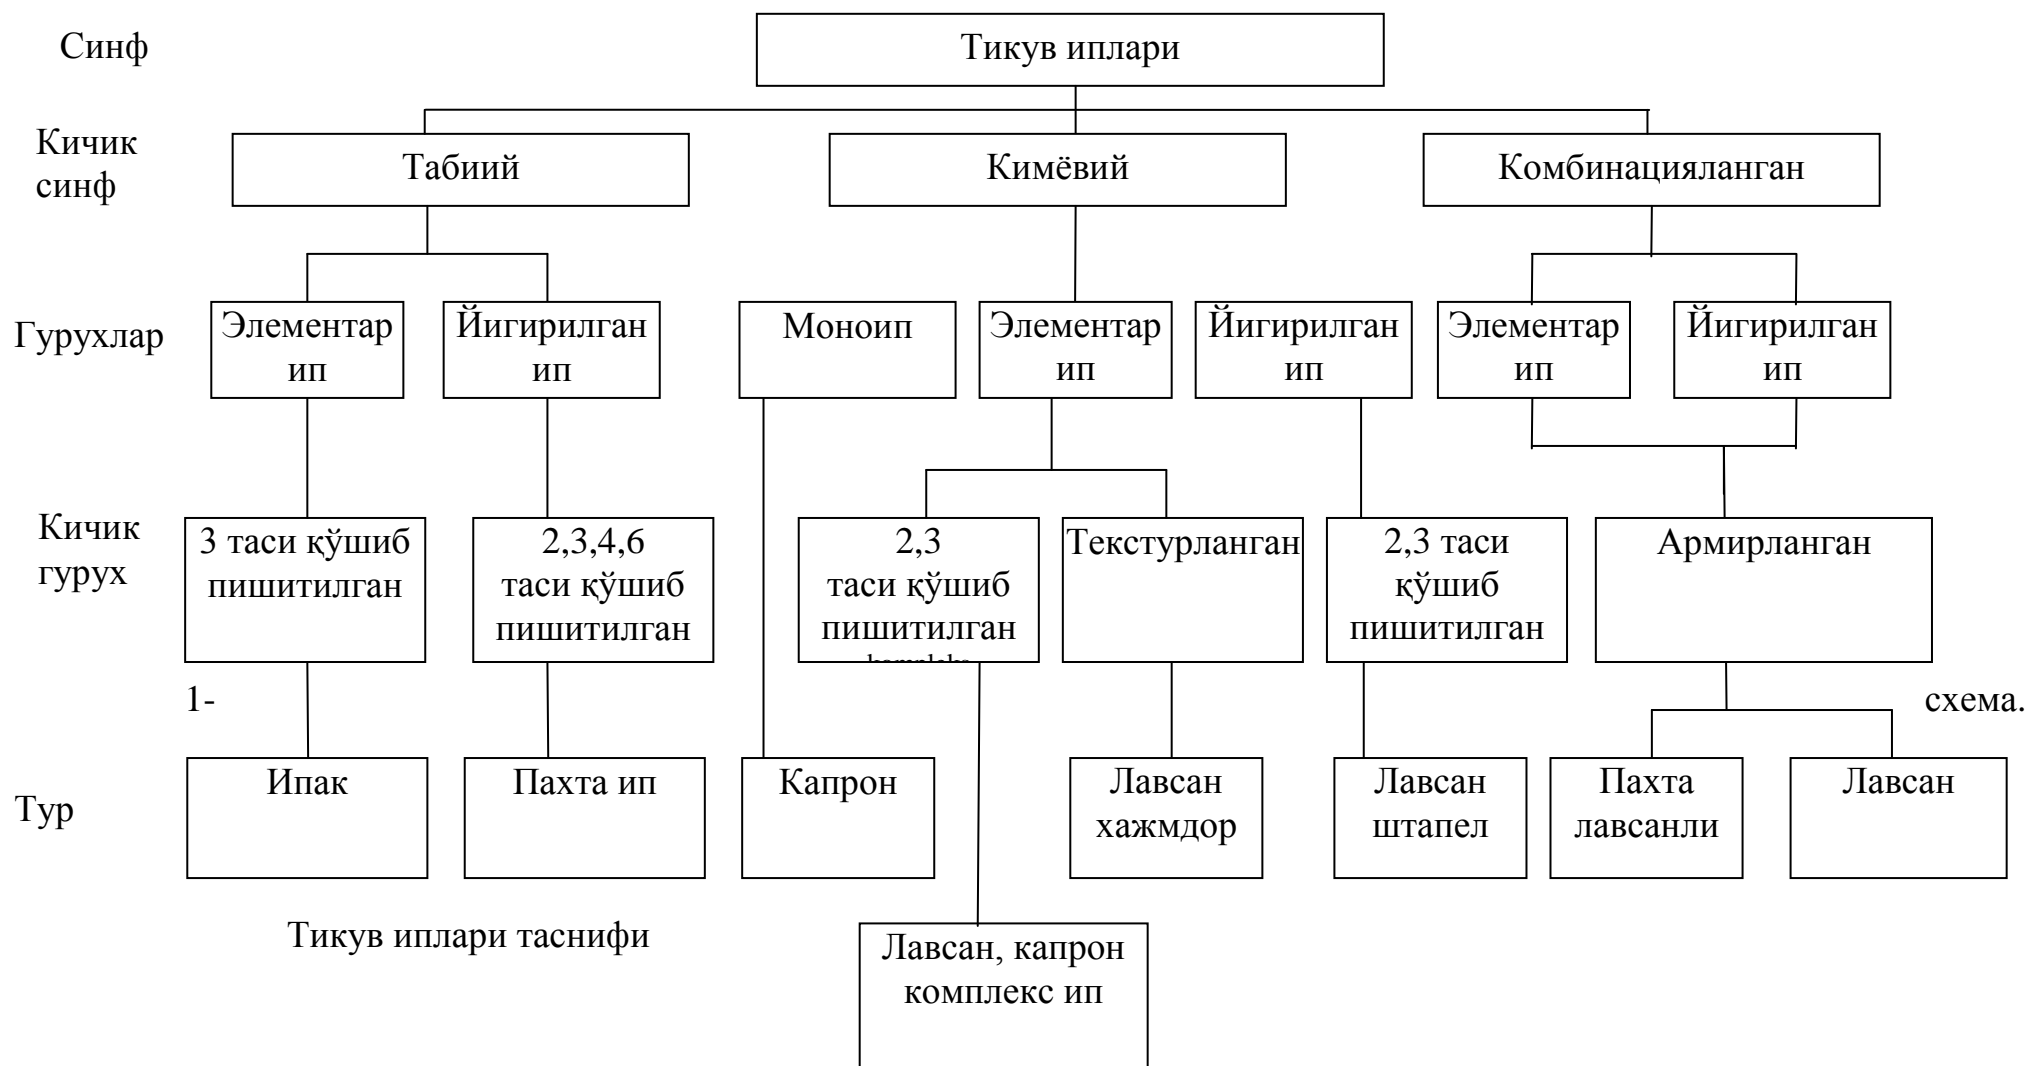 Синф
Тикув иплари
Кичик
синф
Табиий
Кимёвий
Комбинацияланган
Гурухлар
Элементар
ип
Йигирилган
ип
Моноип
Элементар
ип
Йигирилган
ип
Элементар
ип
Йигирилган
ип
Кичик
гурух
3 таси қўшиб
пишитилган
2,3,4,6
таси қўшиб
пишитилган
2,3
таси қўшиб
пишитилган
Текстурланган
2,3 таси
қўшиб
пишитилган
Армирланган
1-
схема.
Тур
Ипак
Пахта ип
Капрон
Лавсан
хажмдор
Лавсан
штапел
Пахта
лавсанли
Лавсан
Тикув иплари таснифи
Лавсан, капрон
комплекс ип